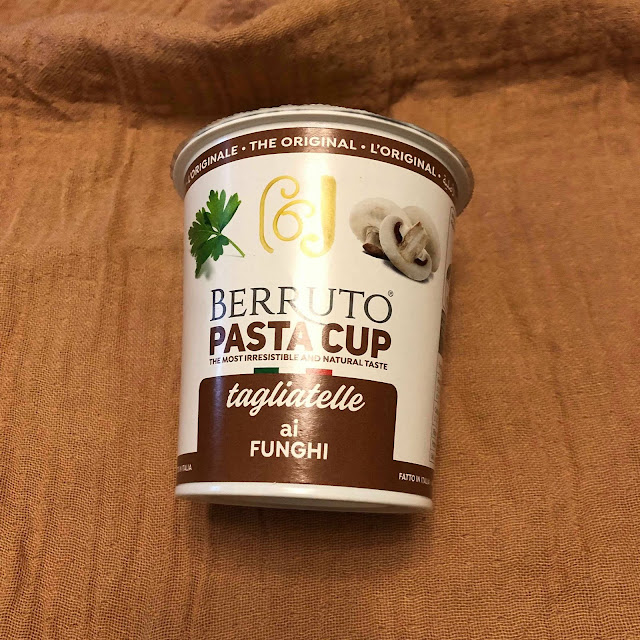 L'ORIGINALE • THE ORIGINAL • L'ORIGINAL •
BERRUTO®
PASTA CUP
THE MOST IRRESISTIBLE AND NATURAL TASTE
tagliatelle
ai
FUNGHI
FATTO IN ITALIA